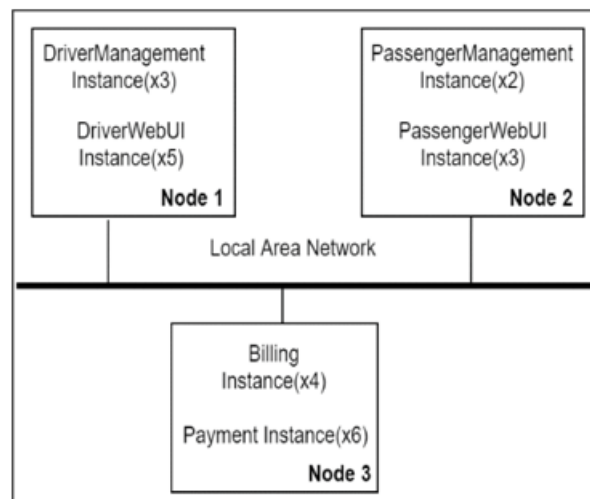 DriverManagement
Instance(x3)
DriverWebUI
Instance(x5)
Node 1
PassengerManagement
Instance(x2)
PassengerWebUI
Instance(x3)
Node 2
Local Area Network
Billing
Instance(x4)
Payment Instance(x6)
Node 3